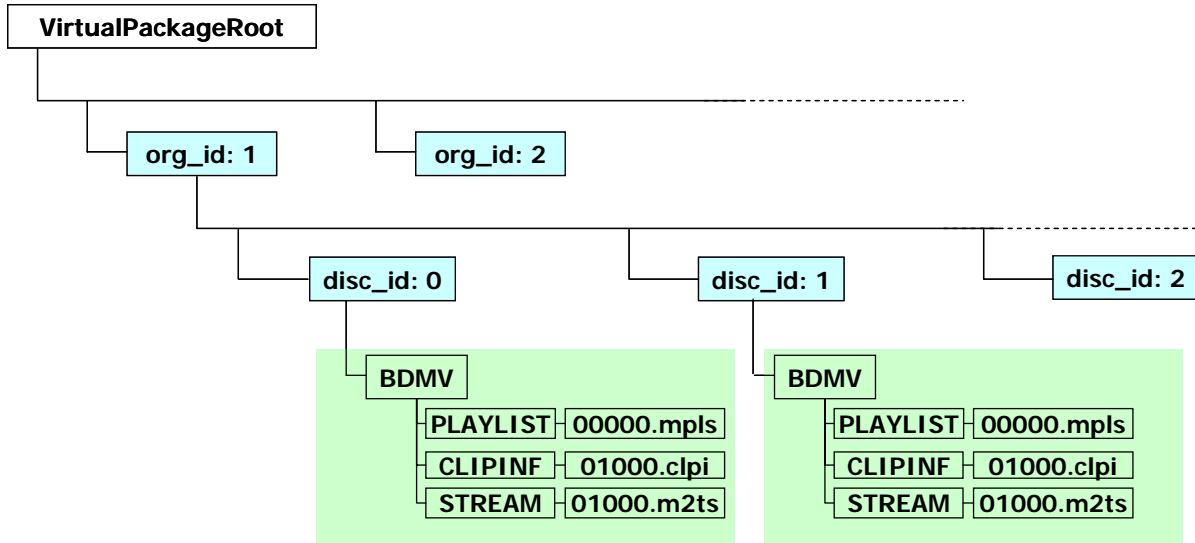 VirtualPackageRoot
org_id: 1
org_id: 2
disc_id: 0
disc_id: 1
disc_id: 2
BDMV
PLAYLIST
00000.mpls
CLIPINF
01000.clpi
STREAM
01000.m2ts
BDMV
PLAYLIST
00000.mpls
CLIPINF
01000.clpi
STREAM
01000.m2ts